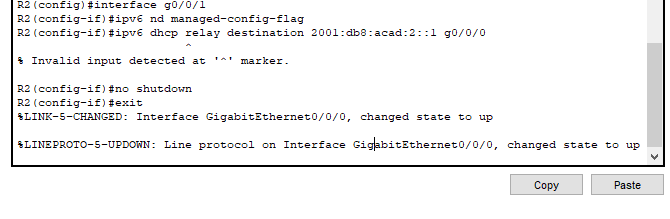 R2(config)#interface g0/0/1
R2(config-if)#ipv6 nd managed-config-flag
R2(config-if)#ipv6 dhcp relay destination 2001:db8:acad:2::1 g0/0/0
^
% Invalid input detected at '^' marker.
R2(config-if)#no shutdown
R2(config-if)#exit
%LINK-5-CHANGED: Interface GigabitEthernet0/0/0, changed state to up
%LINEPROTO-5-UPDOWN: Line protocol on Interface GigabitEthernet0/0/0, changed state to up
Copy
Paste